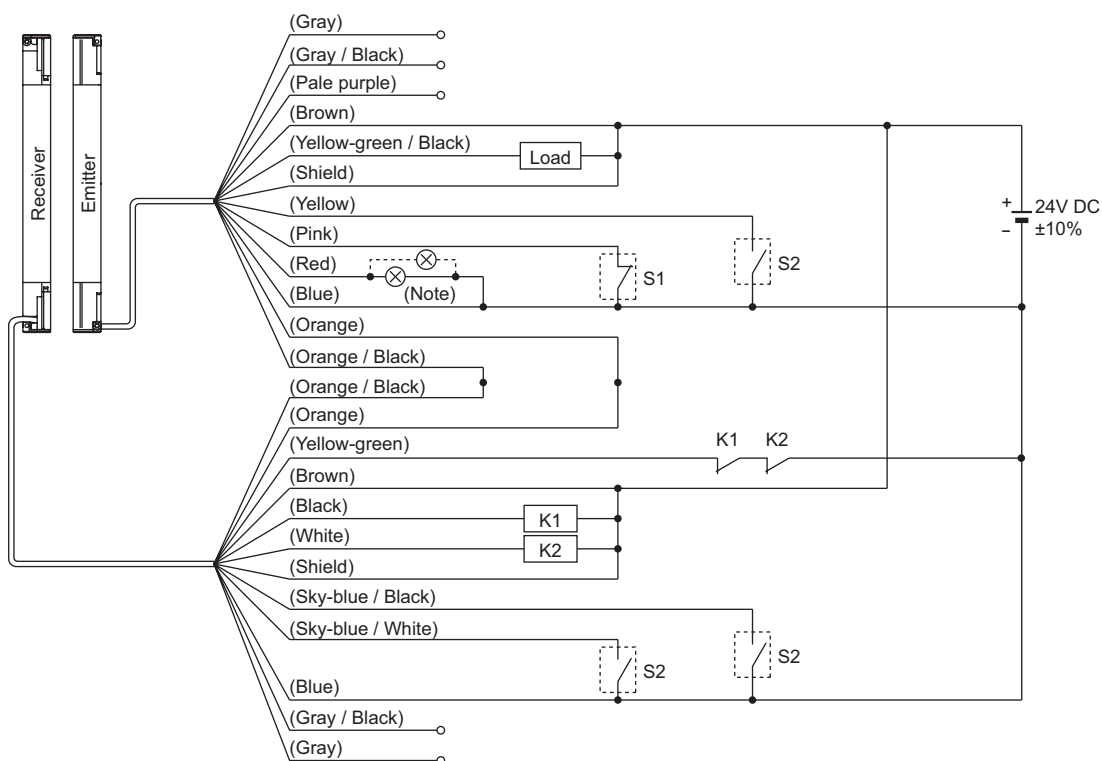 Receiver
Emitter
(Gray)
(Gray / Black)
(Pale purple)
(Brown)
(Yellow-green / Black)
Load
(Shield)
(Yellow)
+ 24V DC
− ±10%
(Pink)
S2
(Red)
S1
(Blue)
(Note)
(Orange)
(Orange / Black)
(Orange / Black)
(Orange)
(Yellow-green)
K1 K2
(Brown)
(Black)
K1
(White)
K2
(Shield)
(Sky-blue / Black)
(Sky-blue / White)
S2
S2
(Blue)
(Gray / Black)
(Gray)